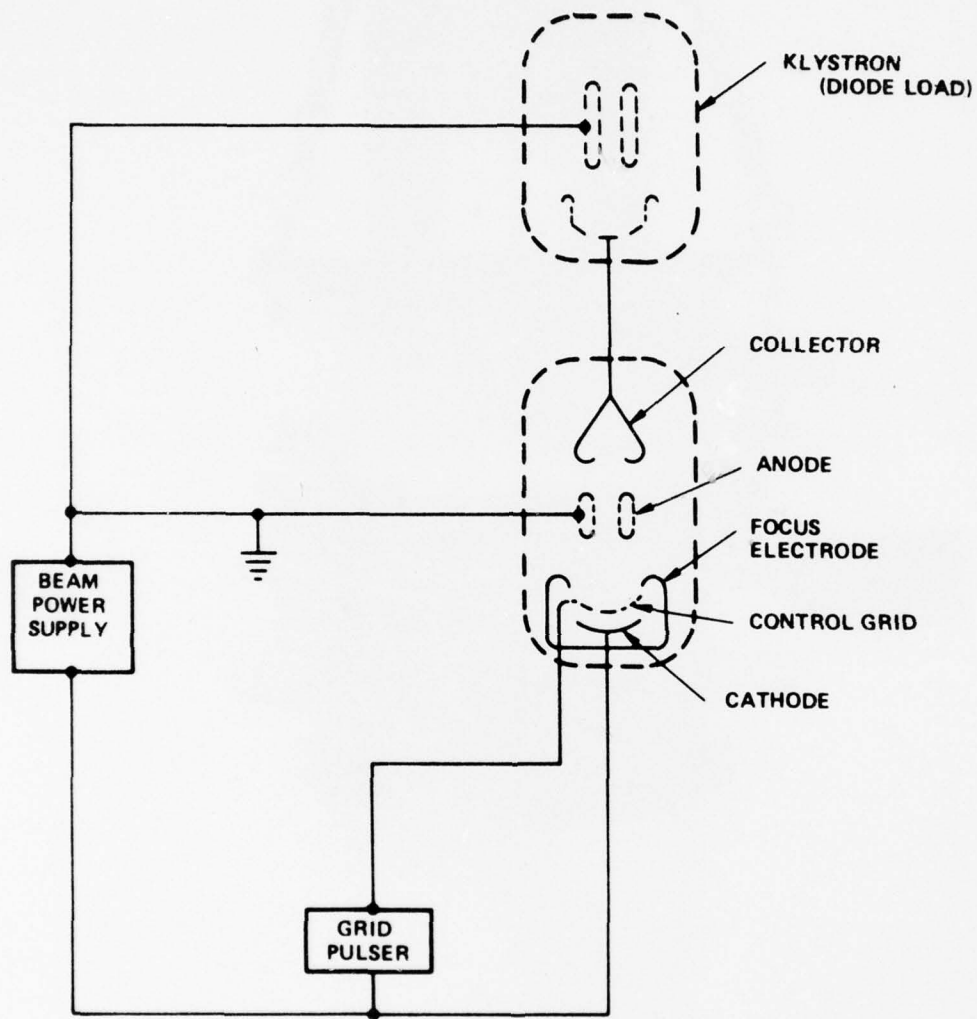 KLYSTRON
(DIODE LOAD)
COLLECTOR
ANODE
FOCUS
ELECTRODE
CONTROL GRID
CATHODE
BEAM
POWER
SUPPLY
GRID
PULSER